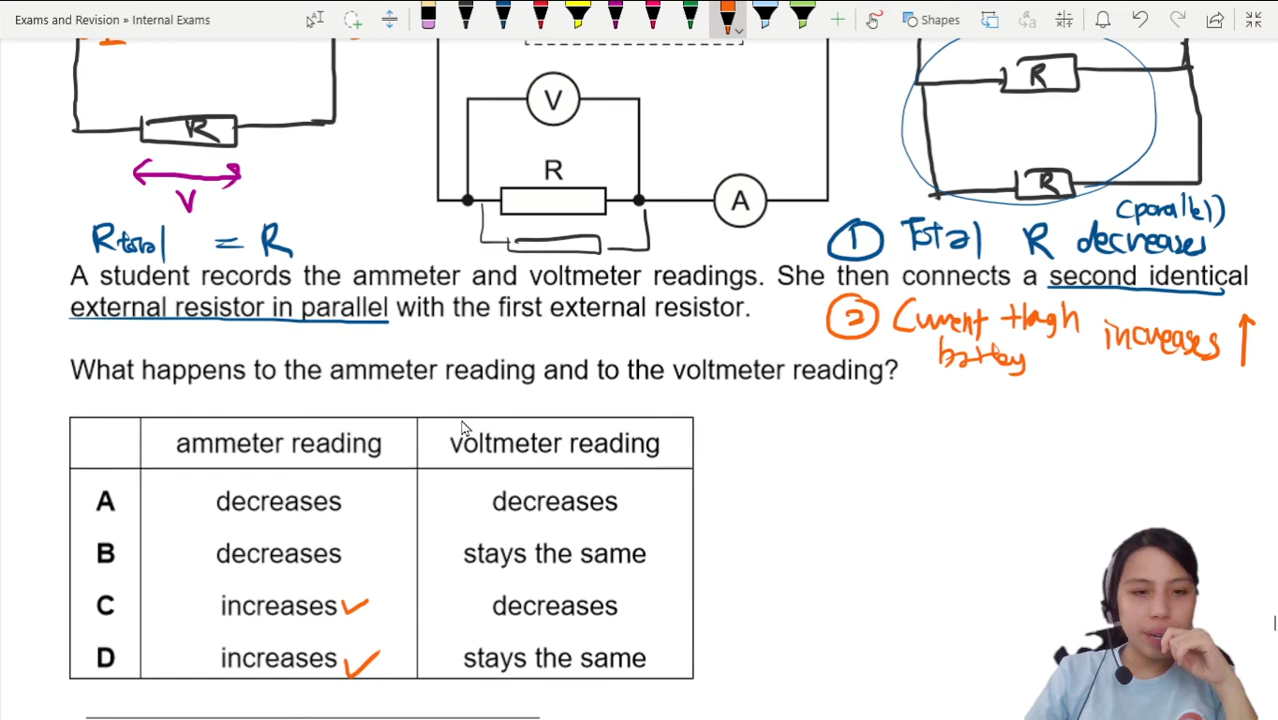 Exams and Revision » Internal Exams
Shapes
R
V
R
R
V
R
A
R
Rtotal = R
① Total R decreases
(parallel)
A student records the ammeter and voltmeter readings. She then connects a second identical
external resistor in parallel with the first external resistor.
② Current through battery increases ↑
What happens to the ammeter reading and to the voltmeter reading?
ammeter reading voltmeter reading
A decreases decreases
B decreases stays the same
C increases ✓ decreases
D increases ✓ stays the same